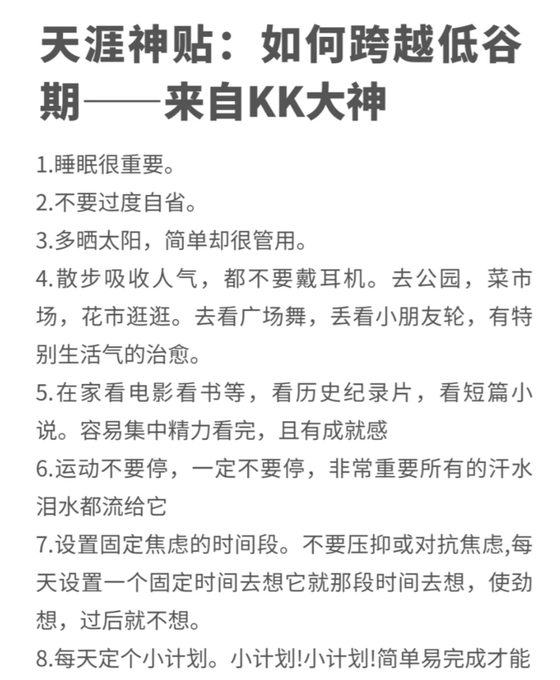 天涯神贴：如何跨越低谷
期——来自KK大神
1.睡眠很重要。
2.不要过度自省。
3.多晒太阳，简单却很管用。
4.散步吸收人气，都不要戴耳机。去公园，菜市
场，花市逛逛。去看广场舞，丢看小朋友轮，有特
别生活气的治愈。
5.在家看电影看书等，看历史纪录片，看短篇小
说。容易集中精力看完，且有成就感
6.运动不要停，一定不要停，非常重要所有的汗水
泪水都流给它
7.设置固定焦虑的时间段。不要压抑或对抗焦虑,每
天设置一个固定时间去想它就那段时间去想，使劲
想，过后就不想。
8.每天定个小计划。小计划!小计划!简单易完成才能